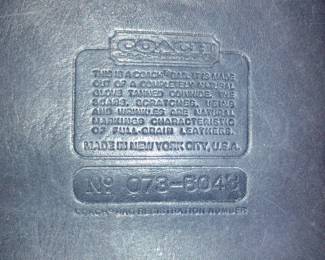 COACH
THIS IS A COACH® BAG. IT IS MADE
OUT OF A COMPLETELY NATURAL
GLOVE TANNED COWHIDE. THE
SCARS, SCRATCHES, VEINS
AND WRINKLES ARE NATURAL
MARKINGS CHARACTERISTIC
OF FULL-GRAIN LEATHERS.
MADE IN NEW YORK CITY, U.S.A.
Nº 073-6043
COACH® BAG REGISTRATION NUMBER